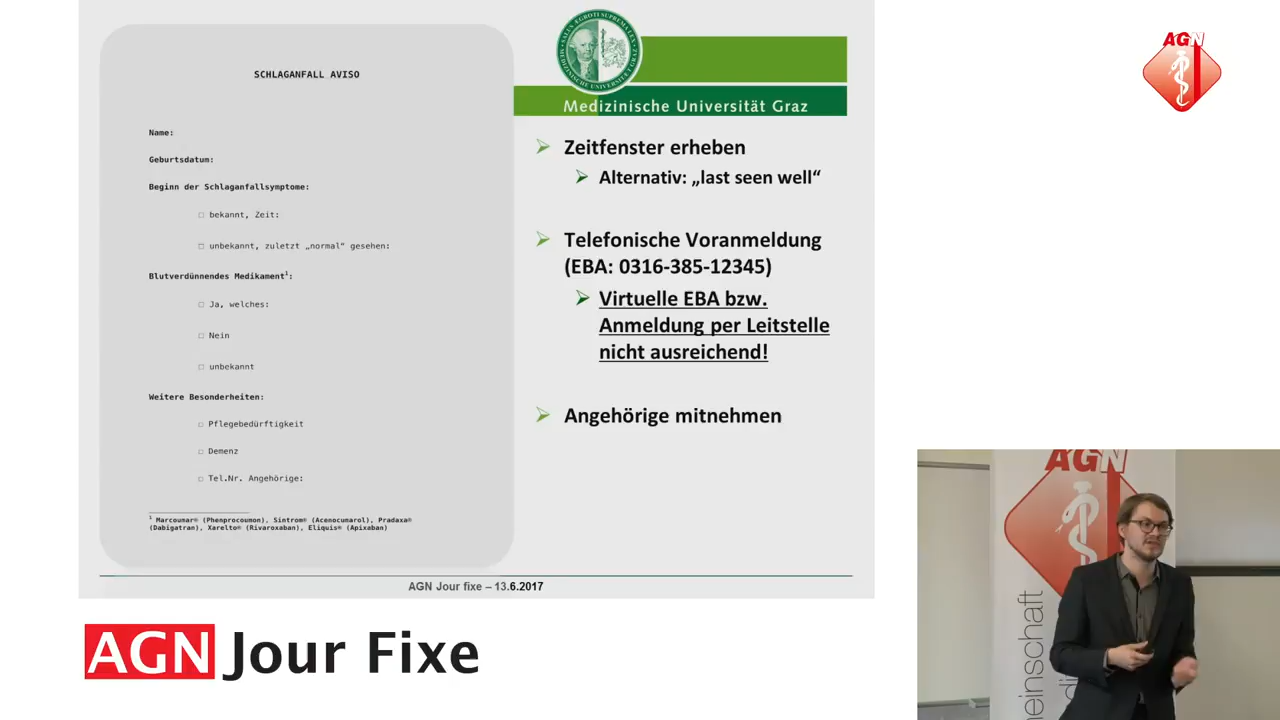 SCHLAGANFALL AVISO
Name:
Geburtsdatum:
Beginn der Schlaganfallsymptome:
□ bekannt, Zeit:
□ unbekannt, zuletzt „normal“ gesehen:
Blutverdünnendes Medikament¹:
□ Ja, welches:
□ Nein
□ unbekannt
Weitere Besonderheiten:
□ Pflegebedürftigkeit
□ Demenz
□ Tel.Nr. Angehörige:
¹ Marcoumar® (Phenprocoumon), Sintrom® (Acenocumarol), Pradaxa®
(Dabigatran), Xarelto® (Rivaroxaban), Eliquis® (Apixaban)
Medizinische Universität Graz
Zeitfenster erheben
Alternativ: „last seen well“
Telefonische Voranmeldung
(EBA: 0316-385-12345)
Virtuelle EBA bzw.
Anmeldung per Leitstelle
nicht ausreichend!
Angehörige mitnehmen
AGN Jour fixe – 13.6.2017
AGN Jour Fixe
AGN
AGN